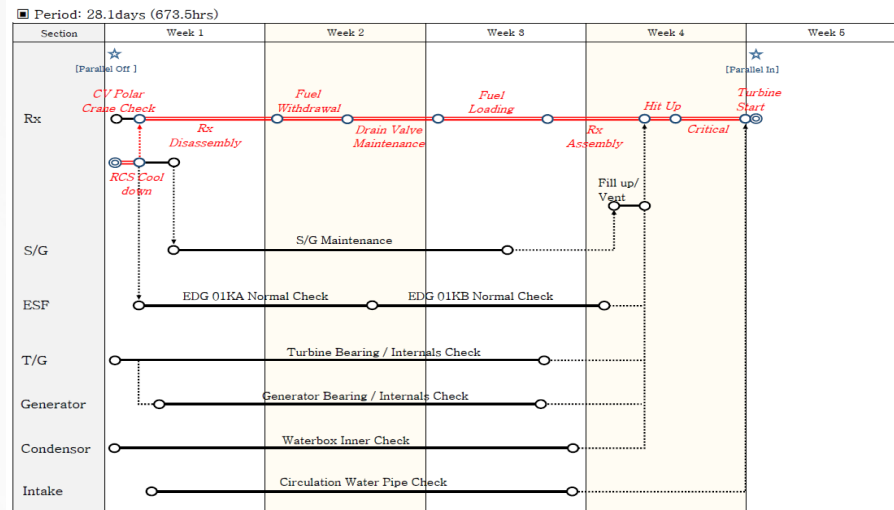 ▣ Period: 28.1days (673.5hrs)
Section Week 1 Week 2 Week 3 Week 4 Week 5
[Parallel Off ] [Parallel In]
CV Polar
Crane Check
Fuel
Withdrawal
Fuel
Loading
Hit Up
Turbine
Start
Rx
Rx
Disassembly
Drain Valve
Maintenance
Rx
Assembly
Critical
RCS Cool
down
Fill up/
Vent
S/G S/G Maintenance
ESF EDG 01KA Normal Check EDG 01KB Normal Check
T/G Turbine Bearing / Internals Check
Generator Generator Bearing / Internals Check
Condensor Waterbox Inner Check
Intake Circulation Water Pipe Check